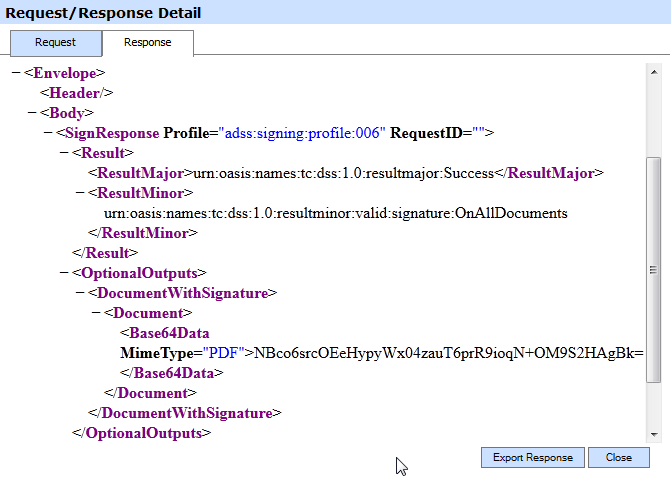 Request/Response Detail
Request Response
− <Envelope>
<Header/>
− <Body>
− <SignResponse Profile="adss:signing:profile:006" RequestID="">
− <Result>
<ResultMajor>urn:oasis:names:tc:dss:1.0:resultmajor:Success</ResultMajor>
− <ResultMinor>
urn:oasis:names:tc:dss:1.0:resultminor:valid:signature:OnAllDocuments
</ResultMinor>
</Result>
− <OptionalOutputs>
− <DocumentWithSignature>
− <Document>
<Base64Data
MimeType="PDF">NBco6srcOEeHypyWx04zauT6prR9ioqN+OM9S2HAgBk=
</Base64Data>
</Document>
</DocumentWithSignature>
</OptionalOutputs>
Export Response Close